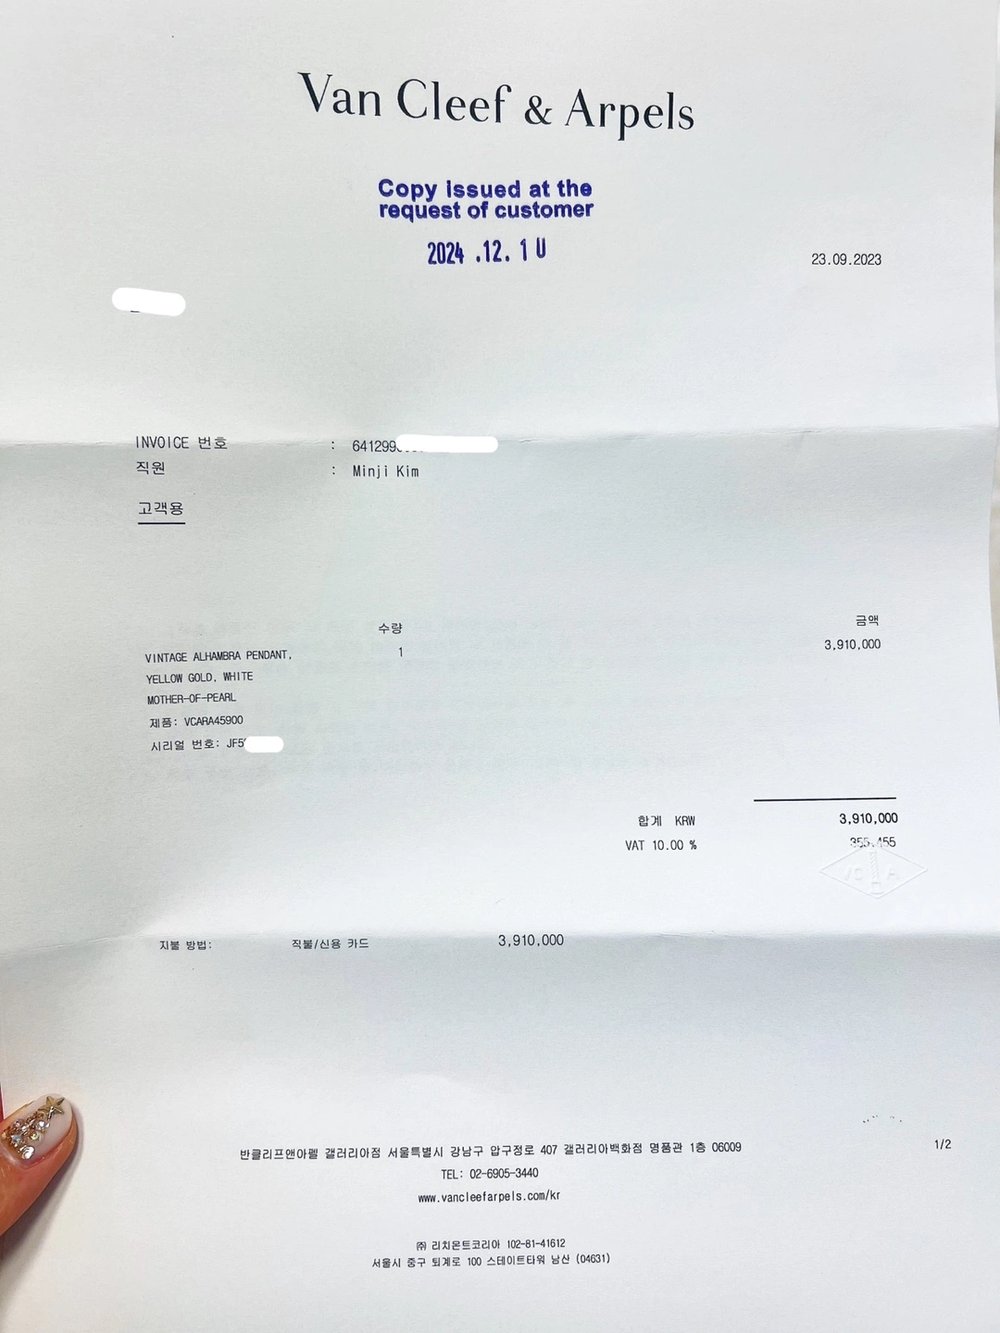 Van Cleef & Arpels
Copy issued at the
request of customer
2024 .12. 1 0
23.09.2023
INVOICE 번호 : 641299
직원 : Minji Kim
고객용
수량 금액
VINTAGE ALHAMBRA PENDANT, 1 3,910,000
YELLOW GOLD, WHITE
MOTHER-OF-PEARL
제품: VCARA45900
시리얼 번호: JF5
합계 KRW 3,910,000
VAT 10.00 % 355,455
VC A
지불 방법: 직불/신용 카드 3,910,000
반클리프앤아펠 갤러리아점 서울특별시 강남구 압구정로 407 갤러리아백화점 명품관 1층 06009
1/2
TEL: 02-6905-3440
www.vancleefarpels.com/kr
㈜ 리치몬트코리아 102-81-41612
서울시 중구 퇴계로 100 스테이트타워 남산 (04631)